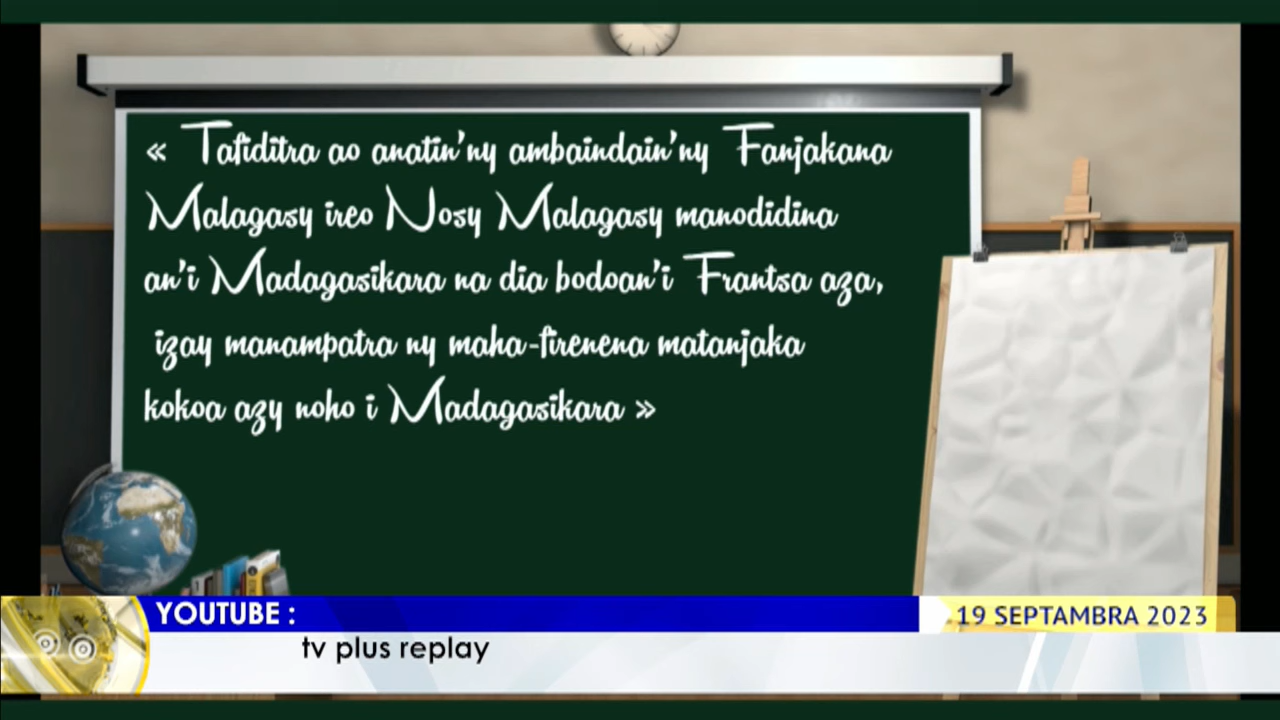 « Tafiditra ao anatin'ny ambaindain'ny Fanjakana
Malagasy ireo Nosy Malagasy manodidina
an'i Madagasikara na dia bodoan'i Frantsa aza,
izay manampatra ny maha-firenena matanjaka
kokoa azy noho i Madagasikara »
YOUTUBE :
19 SEPTAMBRA 2023
tv plus replay